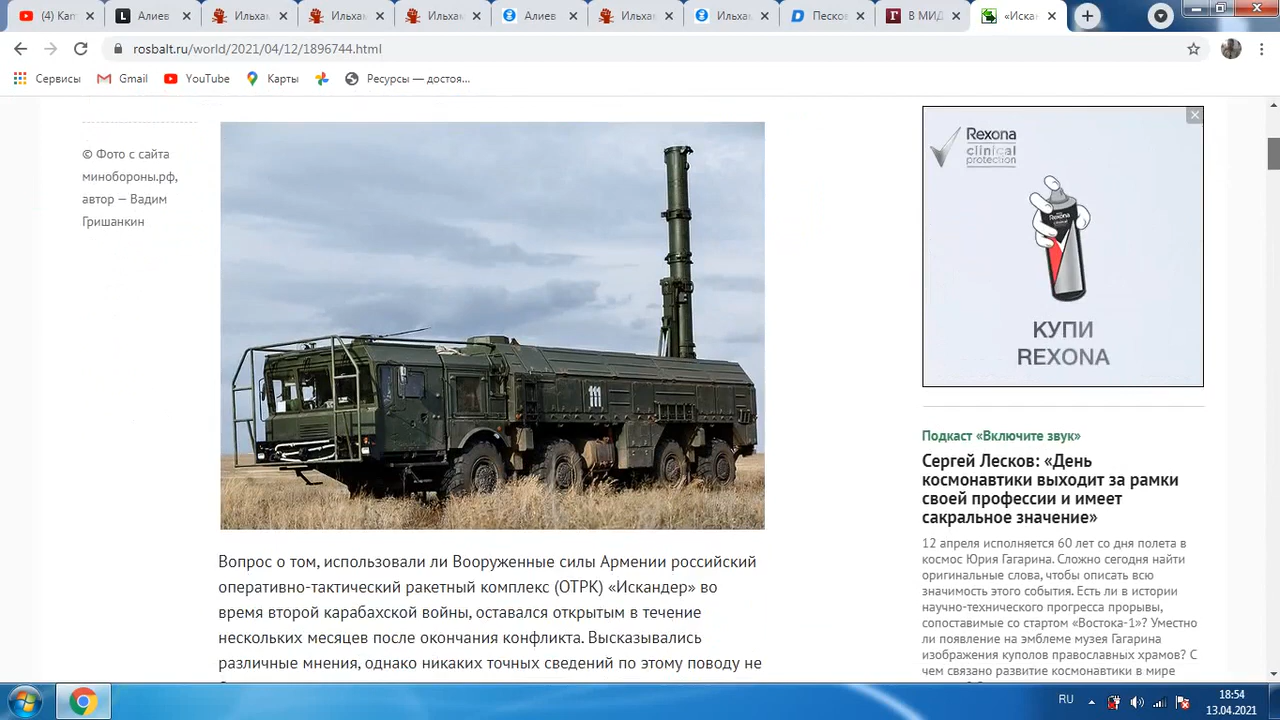 (4) Кап
Алиев
Ильхам
Ильхам
Ильхам
Алиев
Ильхам
Ильхам
Песков
В МИД
«Искан
rosbalt.ru/world/2021/04/12/1896744.html
Сервисы
Gmail
YouTube
Карты
Ресурсы — достоя...
© Фото с сайта
минобороны.рф,
автор — Вадим
Гришанкин
111
Вопрос о том, использовали ли Вооруженные силы Армении российский
оперативно-тактический ракетный комплекс (ОТРК) «Искандер» во
время второй карабахской войны, оставался открытым в течение
нескольких месяцев после окончания конфликта. Высказывались
различные мнения, однако никаких точных сведений по этому поводу не
Rexona
clinical
protection
Rexona
КУПИ
REXONA
Подкаст «Включите звук»
Сергей Лесков: «День
космонавтики выходит за рамки
своей профессии и имеет
сакральное значение»
12 апреля исполняется 60 лет со дня полета в
космос Юрия Гагарина. Сложно сегодня найти
оригинальные слова, чтобы описать всю
значимость этого события. Есть ли в истории
научно-технического прогресса прорывы,
сопоставимые со стартом «Востока-1»? Уместно
ли появление на эмблеме музея Гагарина
изображения куполов православных храмов? С
чем связано развитие космонавтики в мире
RU
18:54
13.04.2021